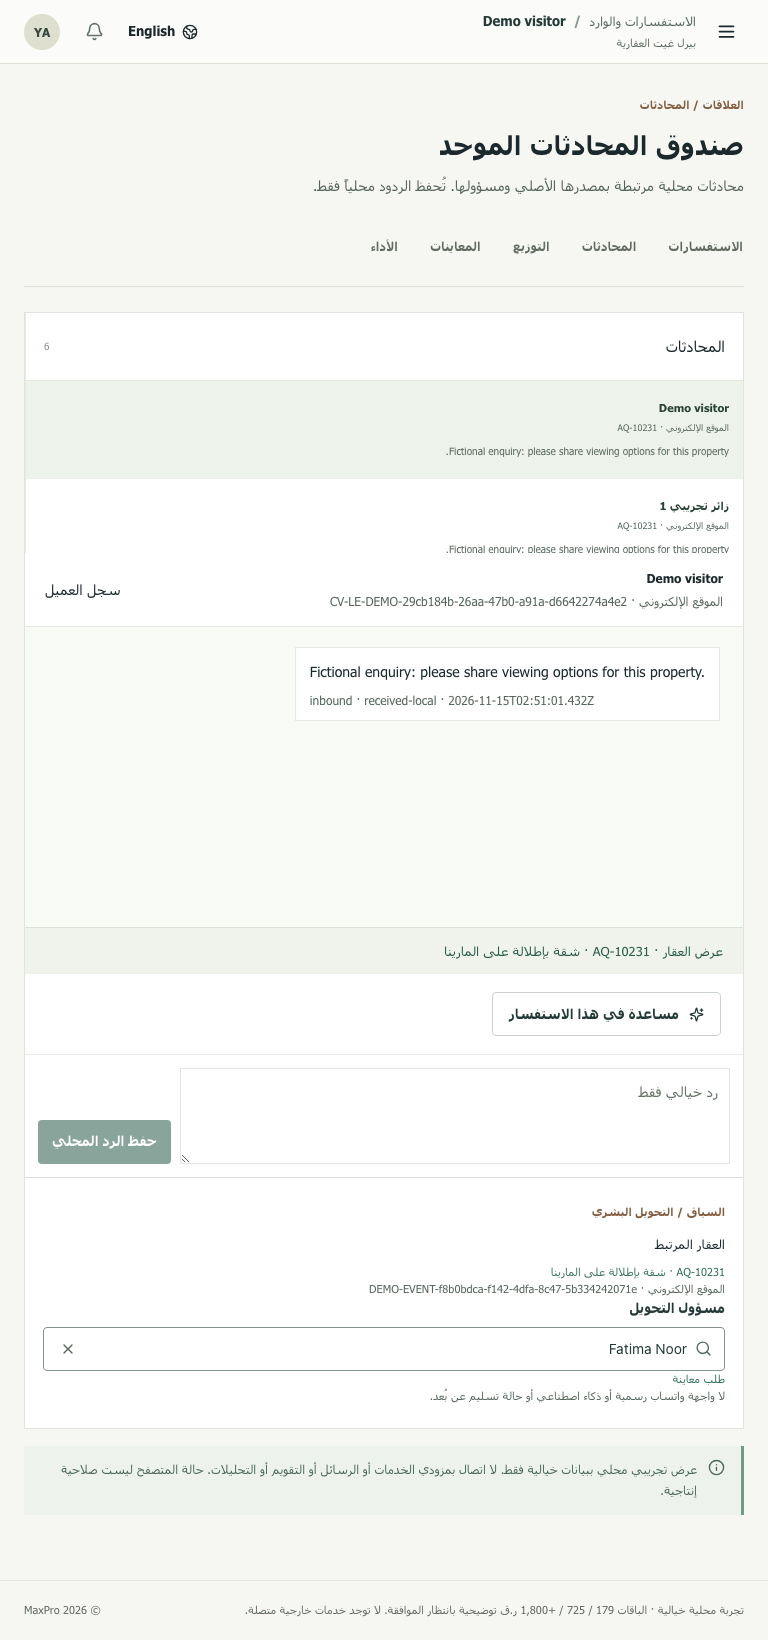 الاستفسارات والوارد / Demo visitor
بيرل غيت العقارية
English
YA
العلاقات / المحادثات
صندوق المحادثات الموحد
محادثات محلية مرتبطة بمصدرها الأصلي ومسؤولها. تُحفظ الردود محلياً فقط.
الاستفسارات المحادثات التوزيع المعاينات الأداء
المحادثات 6
Demo visitor
الموقع الإلكتروني · AQ-10231
Fictional enquiry: please share viewing options for this property.
زائر تجريبي 1
الموقع الإلكتروني · AQ-10231
Fictional enquiry: please share viewing options for this property.
Demo visitor
الموقع الإلكتروني · CV-LE-DEMO-29cb184b-26aa-47b0-a91a-d6642274a4e2
سجل العميل
Fictional enquiry: please share viewing options for this property.
inbound · received-local · 2026-11-15T02:51:01.432Z
عرض العقار · AQ-10231 · شقة بإطلالة على المارينا
مساعدة في هذا الاستفسار
رد خيالي فقط
حفظ الرد المحلي
السياق / التحويل البشري
العقار المرتبط
AQ-10231 · شقة بإطلالة على المارينا
الموقع الإلكتروني · DEMO-EVENT-f8b0bdca-f142-4dfa-8c47-5b334242071e
مسؤول التحويل
Fatima Noor
طلب معاينة
لا واجهة واتساب رسمية أو ذكاء اصطناعي أو حالة تسليم عن بُعد.
عرض تجريبي محلي ببيانات خيالية فقط. لا اتصال بمزودي الخدمات أو الرسائل أو التقويم أو التحليلات. حالة المتصفح ليست صلاحية
إنتاجية.
تجربة محلية خيالية · الباقات 179 / 725 / +1,800 ر.ق توضيحية بانتظار الموافقة. لا توجد خدمات خارجية متصلة.
© 2026 MaxPro